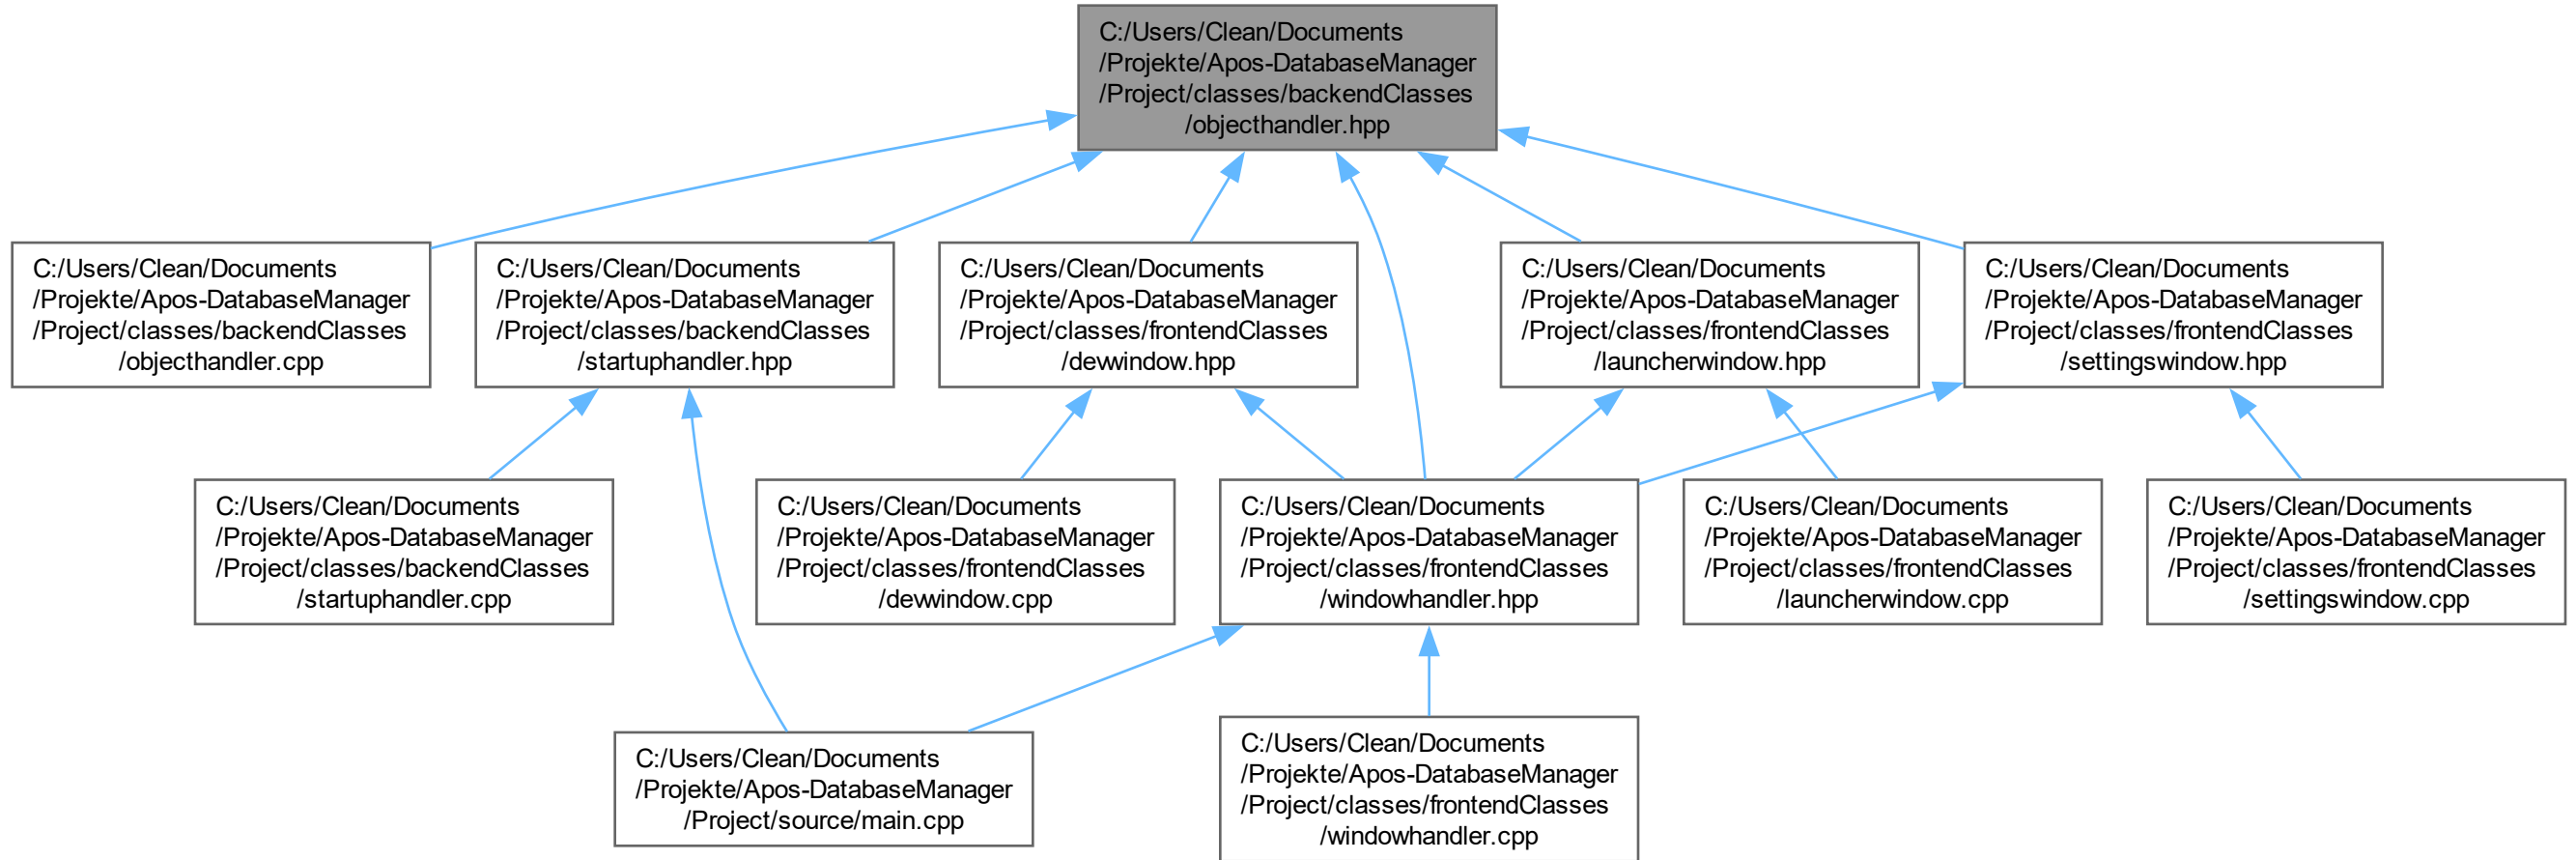 C:/Users/Clean/Documents
/Projekte/Apos-DatabaseManager
/Project/classes/backendClasses
/objecthandler.hpp
C:/Users/Clean/Documents
/Projekte/Apos-DatabaseManager
/Project/classes/backendClasses
/objecthandler.cpp
C:/Users/Clean/Documents
/Projekte/Apos-DatabaseManager
/Project/classes/backendClasses
/startuphandler.hpp
C:/Users/Clean/Documents
/Projekte/Apos-DatabaseManager
/Project/classes/frontendClasses
/devwindow.hpp
C:/Users/Clean/Documents
/Projekte/Apos-DatabaseManager
/Project/classes/frontendClasses
/launcherwindow.hpp
C:/Users/Clean/Documents
/Projekte/Apos-DatabaseManager
/Project/classes/frontendClasses
/settingswindow.hpp
C:/Users/Clean/Documents
/Projekte/Apos-DatabaseManager
/Project/classes/backendClasses
/startuphandler.cpp
C:/Users/Clean/Documents
/Projekte/Apos-DatabaseManager
/Project/classes/frontendClasses
/devwindow.cpp
C:/Users/Clean/Documents
/Projekte/Apos-DatabaseManager
/Project/classes/frontendClasses
/windowhandler.hpp
C:/Users/Clean/Documents
/Projekte/Apos-DatabaseManager
/Project/classes/frontendClasses
/launcherwindow.cpp
C:/Users/Clean/Documents
/Projekte/Apos-DatabaseManager
/Project/classes/frontendClasses
/settingswindow.cpp
C:/Users/Clean/Documents
/Projekte/Apos-DatabaseManager
/Project/source/main.cpp
C:/Users/Clean/Documents
/Projekte/Apos-DatabaseManager
/Project/classes/frontendClasses
/windowhandler.cpp